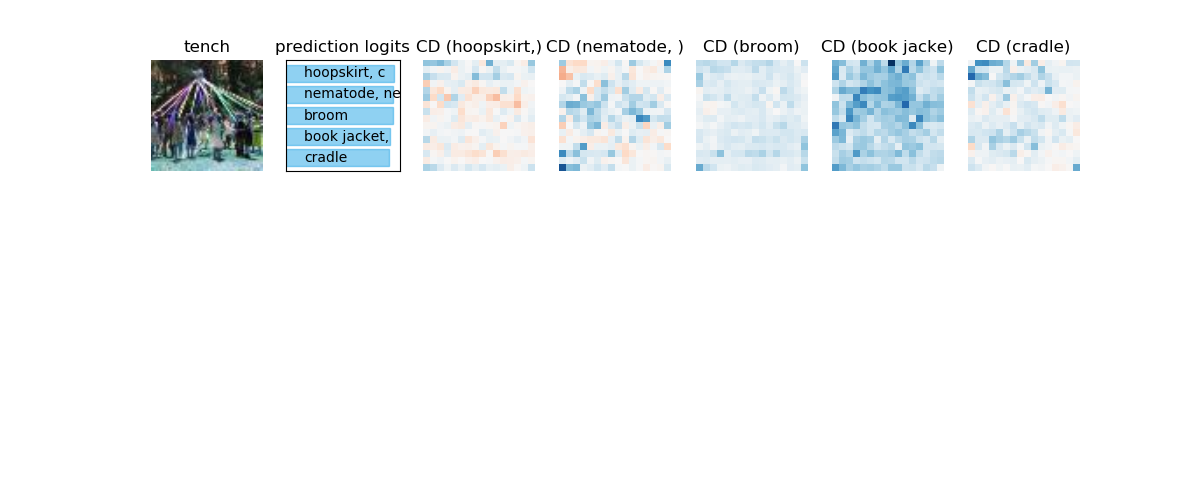 tench
prediction logits
CD (hoopskirt,)
CD (nematode, )
CD (broom)
CD (book jacke)
CD (cradle)
hoopskirt, c
nematode, ne
broom
book jacket,
cradle